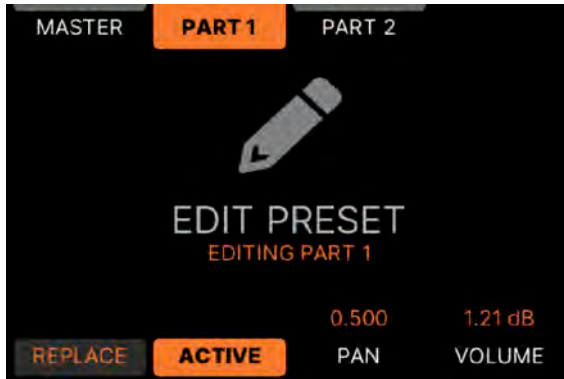 MASTER PART 1 PART 2
EDIT PRESET
EDITING PART 1
0.500 1.21 dB
REPLACE ACTIVE PAN VOLUME